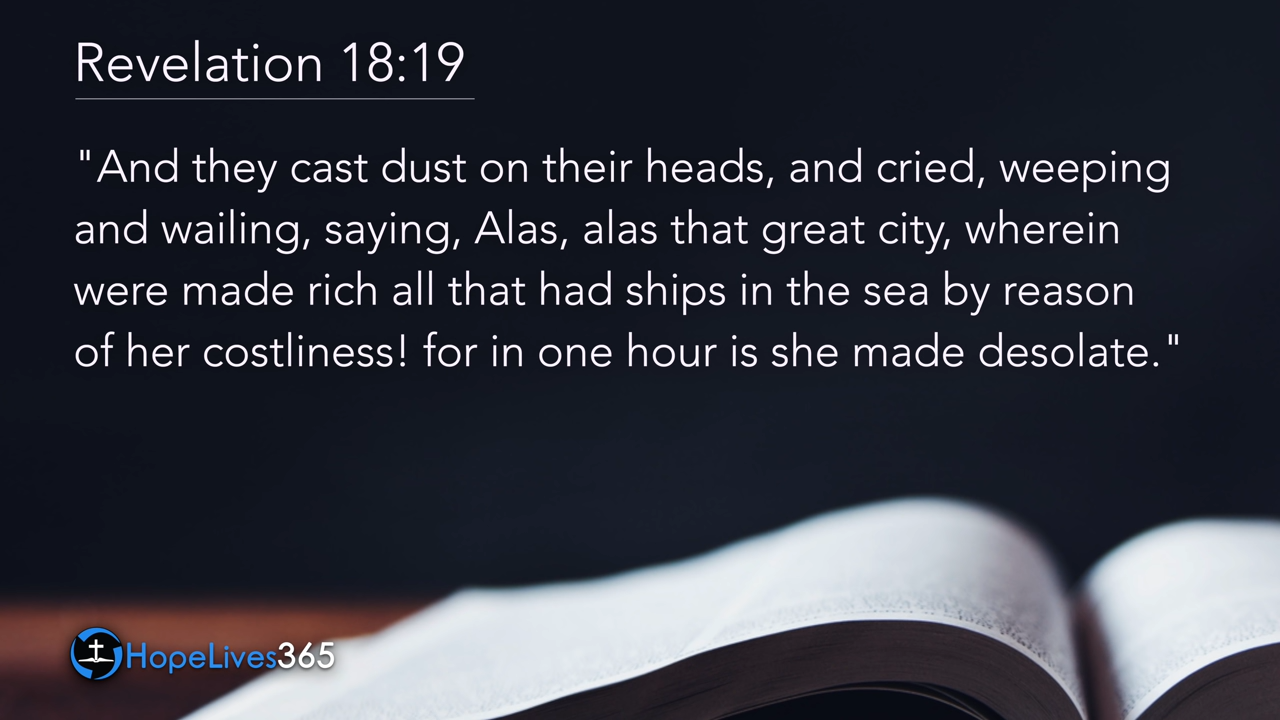 Revelation 18:19
"And they cast dust on their heads, and cried, weeping
and wailing, saying, Alas, alas that great city, wherein
were made rich all that had ships in the sea by reason
of her costliness! for in one hour is she made desolate."
HopeLives365